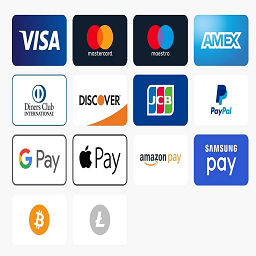 VISA
mastercard.
maestro.
AMEX
Diners Club
INTERNATIONAL
DISCOVER
JCB
PayPal
G Pay
Pay
amazon pay
SAMSUNG
pay